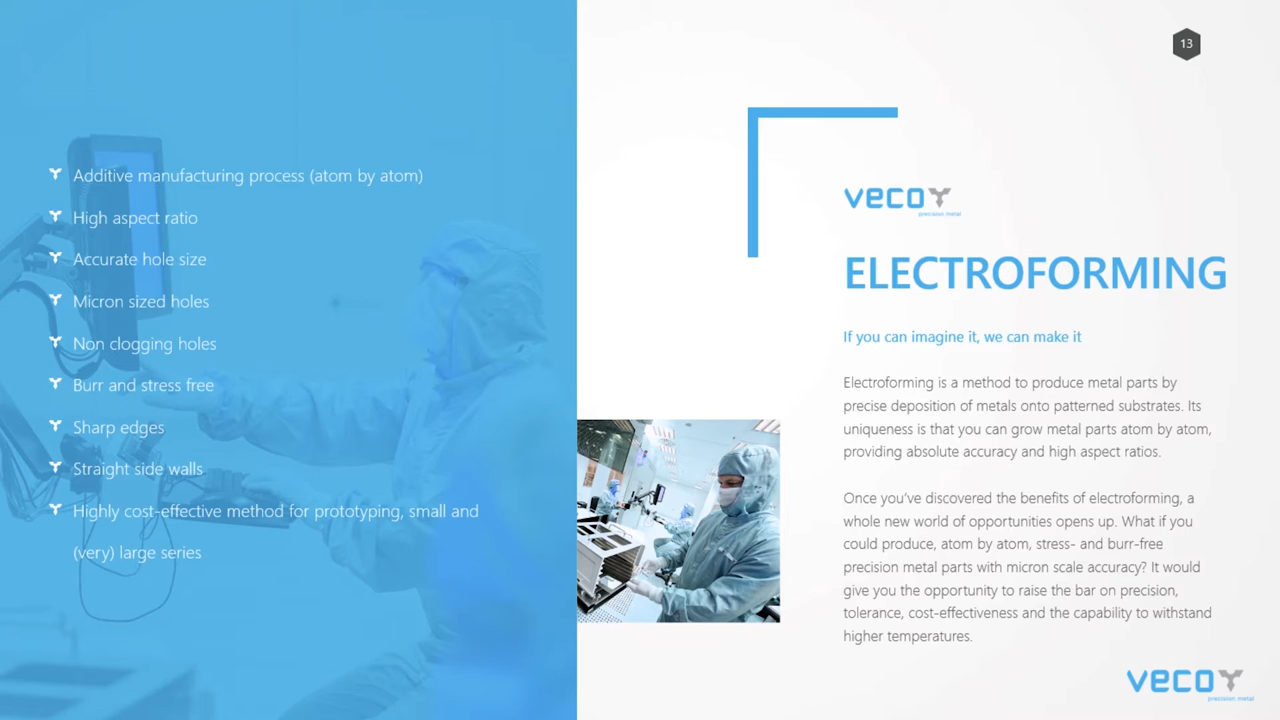 Additive manufacturing process (atom by atom)
High aspect ratio
Accurate hole size
Micron sized holes
Non clogging holes
Burr and stress free
Sharp edges
Straight side walls
Highly cost-effective method for prototyping, small and
(very) large series
13
veco
precision metal
ELECTROFORMING
If you can imagine it, we can make it
Electroforming is a method to produce metal parts by
precise deposition of metals onto patterned substrates. Its
uniqueness is that you can grow metal parts atom by atom,
providing absolute accuracy and high aspect ratios.
Once you’ve discovered the benefits of electroforming, a
whole new world of opportunities opens up. What if you
could produce, atom by atom, stress- and burr-free
precision metal parts with micron scale accuracy? It would
give you the opportunity to raise the bar on precision,
tolerance, cost-effectiveness and the capability to withstand
higher temperatures.
veco
precision metal